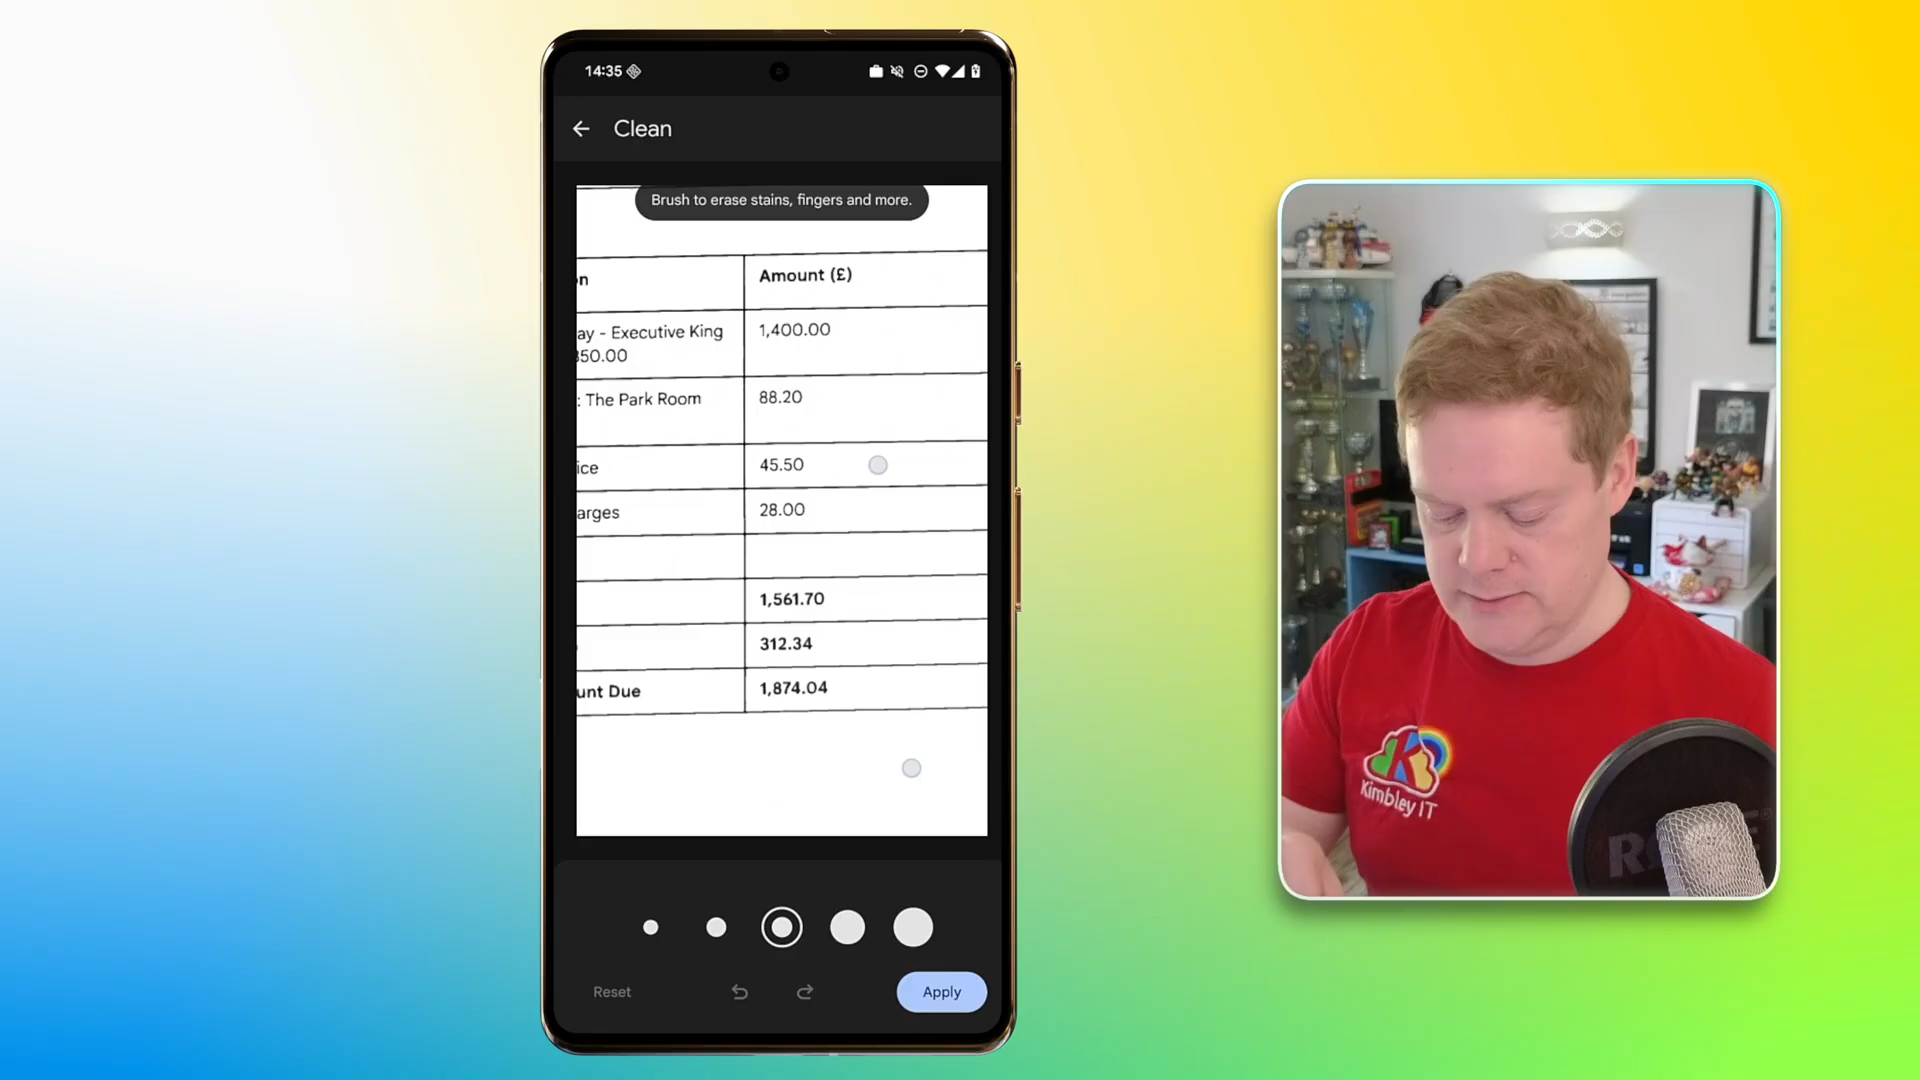 14:35
Clean
Brush to erase stains, fingers and more.
on
Amount (£)
ay - Executive King
350.00
1,400.00
: The Park Room
88.20
ice
45.50
arges
28.00
1,561.70
312.34
unt Due
1,874.04
Reset
Apply
K
Kimbley IT